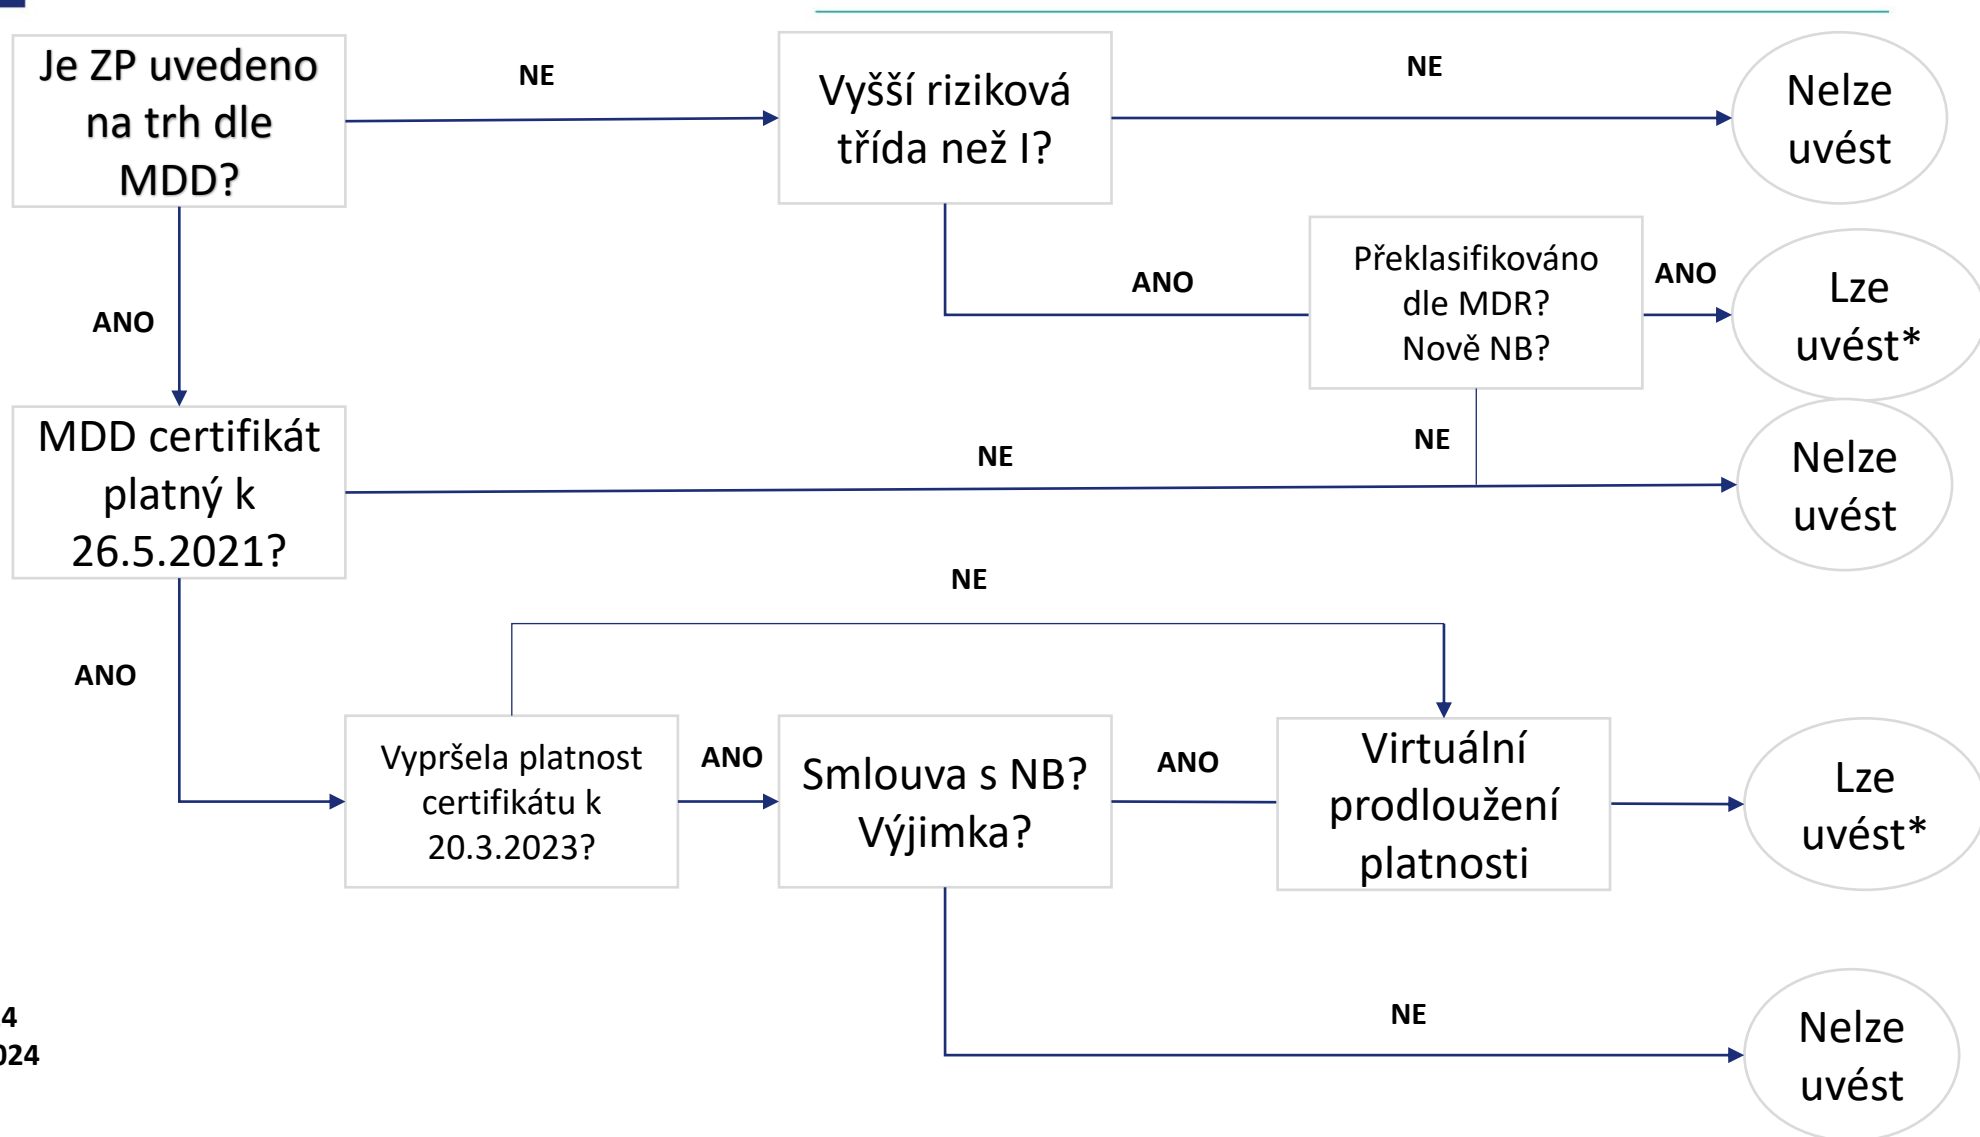 Je ZP uvedeno
na trh dle
MDD?
NE
Vyšší riziková
třída než I?
NE
Nelze
uvést
ANO
Překlasifikováno
dle MDR?
Nově NB?
ANO
Lze
uvést*
ANO
MDD certifikát
platný k
26.5.2021?
NE
NE
Nelze
uvést
NE
ANO
Vypršela platnost
certifikátu k
20.3.2023?
ANO
Smlouva s NB?
Výjimka?
ANO
Virtuální
prodloužení
platnosti
Lze
uvést*
NE
Nelze
uvést
4
024